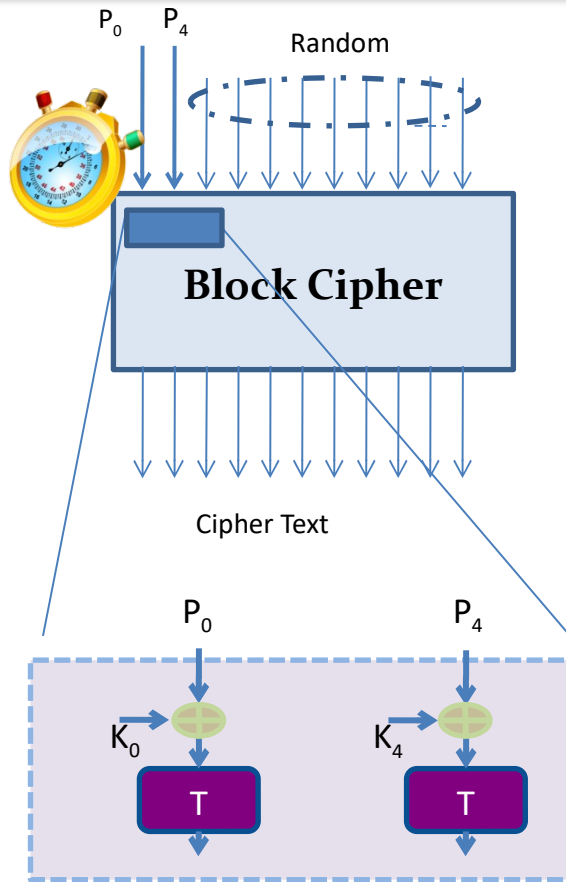 P₀ P₄
Random
Block Cipher
Cipher Text
P₀ P₄
K₀ K₄
T T